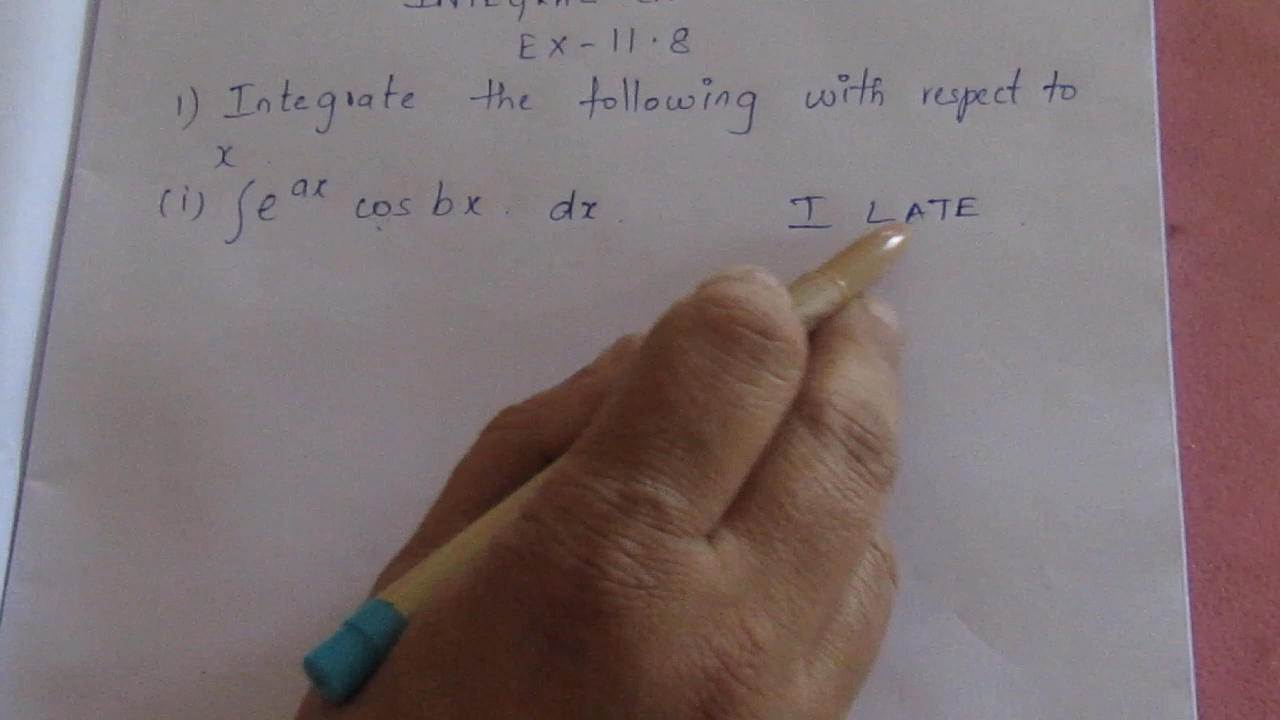 Ex - 11.8
1) Integrate the following with respect to
x
(i) ∫e^{ax} cos bx. dx. I LATE